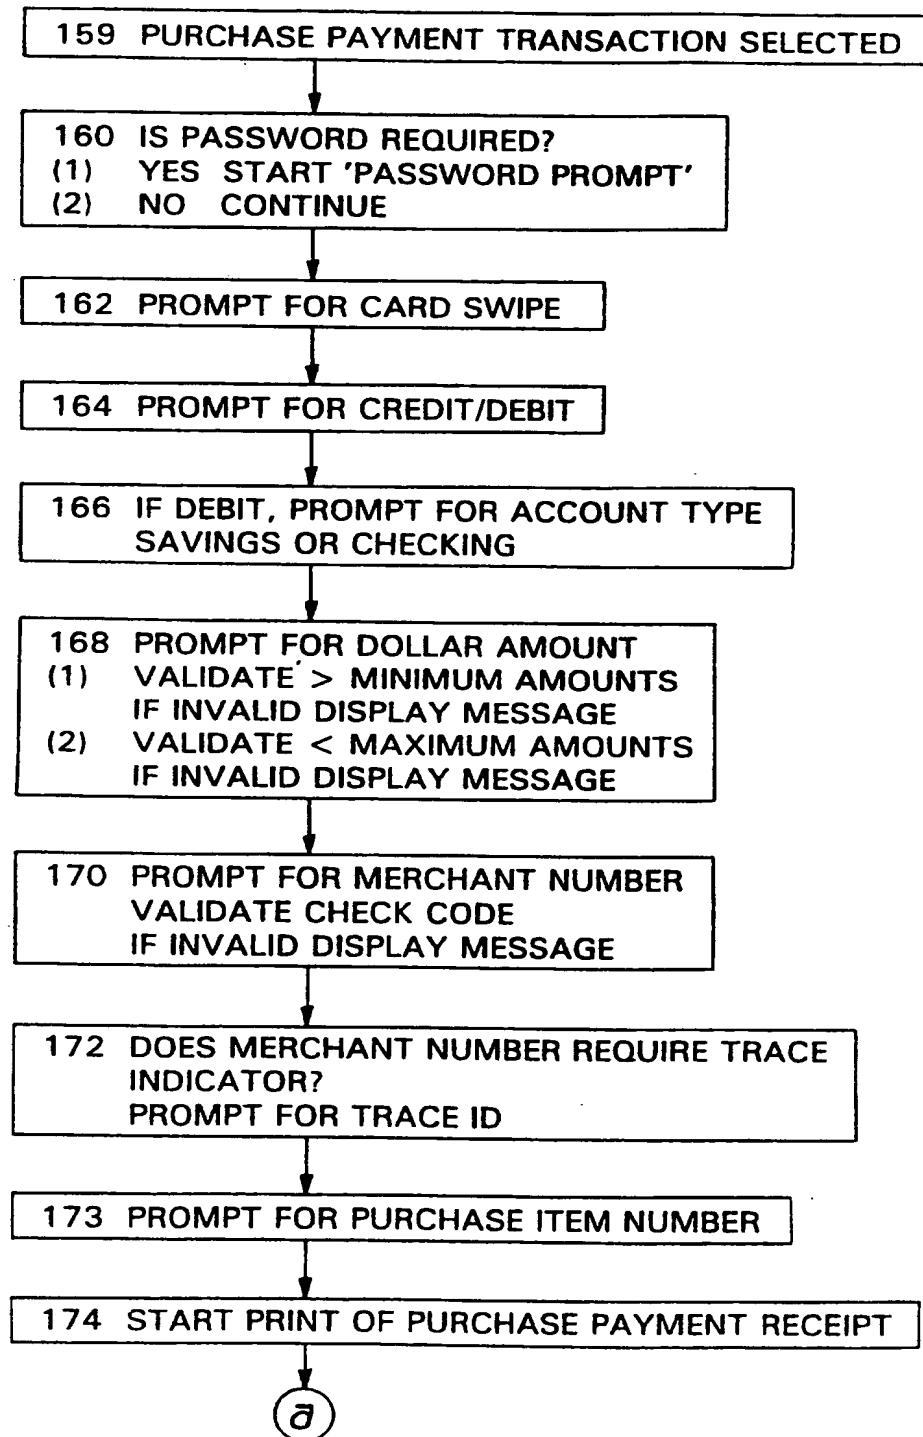 159 PURCHASE PAYMENT TRANSACTION SELECTED
160 IS PASSWORD REQUIRED?
(1) YES START 'PASSWORD PROMPT'
(2) NO CONTINUE
162 PROMPT FOR CARD SWIPE
164 PROMPT FOR CREDIT/DEBIT
166 IF DEBIT, PROMPT FOR ACCOUNT TYPE
SAVINGS OR CHECKING
168 PROMPT FOR DOLLAR AMOUNT
(1) VALIDATE > MINIMUM AMOUNTS
IF INVALID DISPLAY MESSAGE
(2) VALIDATE < MAXIMUM AMOUNTS
IF INVALID DISPLAY MESSAGE
170 PROMPT FOR MERCHANT NUMBER
VALIDATE CHECK CODE
IF INVALID DISPLAY MESSAGE
172 DOES MERCHANT NUMBER REQUIRE TRACE
INDICATOR?
PROMPT FOR TRACE ID
173 PROMPT FOR PURCHASE ITEM NUMBER
174 START PRINT OF PURCHASE PAYMENT RECEIPT
a